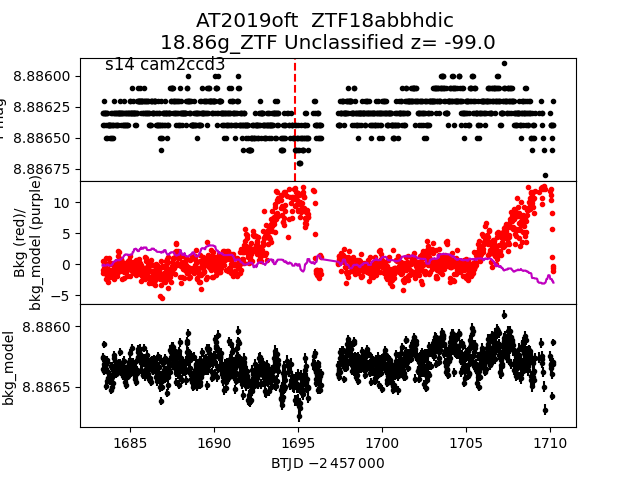 AT2019oft  ZTF18abbhdic
18.86g_ZTF Unclassified z= -99.0
s14 cam2ccd3
mag
8.88600
8.88625
8.88650
8.88675
Bkg (red)/
bkg_model (purple)
10
5
0
−5
bkg_model
8.8860
8.8865
1685
1690
1695
1700
1705
1710
BTJD −2 457 000